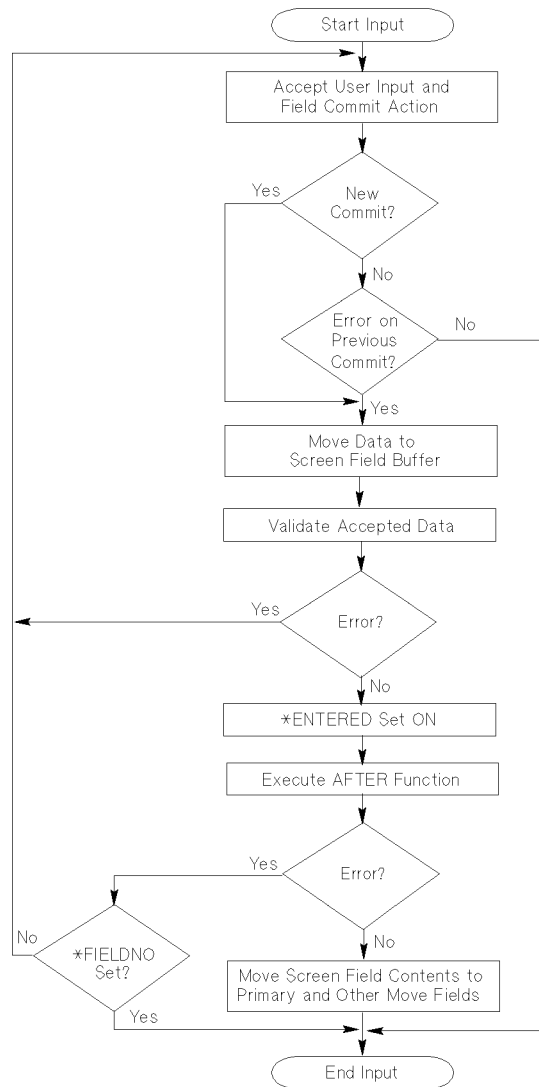 Start Input
Accept User Input and
Field Commit Action
Yes
New
Commit?
No
Error on
Previous
Commit?
No
Yes
Move Data to
Screen Field Buffer
Validate Accepted Data
Yes
Error?
No
*ENTERED Set ON
Execute AFTER Function
Yes
Error?
No
*FIELDNO
Set?
No
Move Screen Field Contents to
Primary and Other Move Fields
Yes
End Input